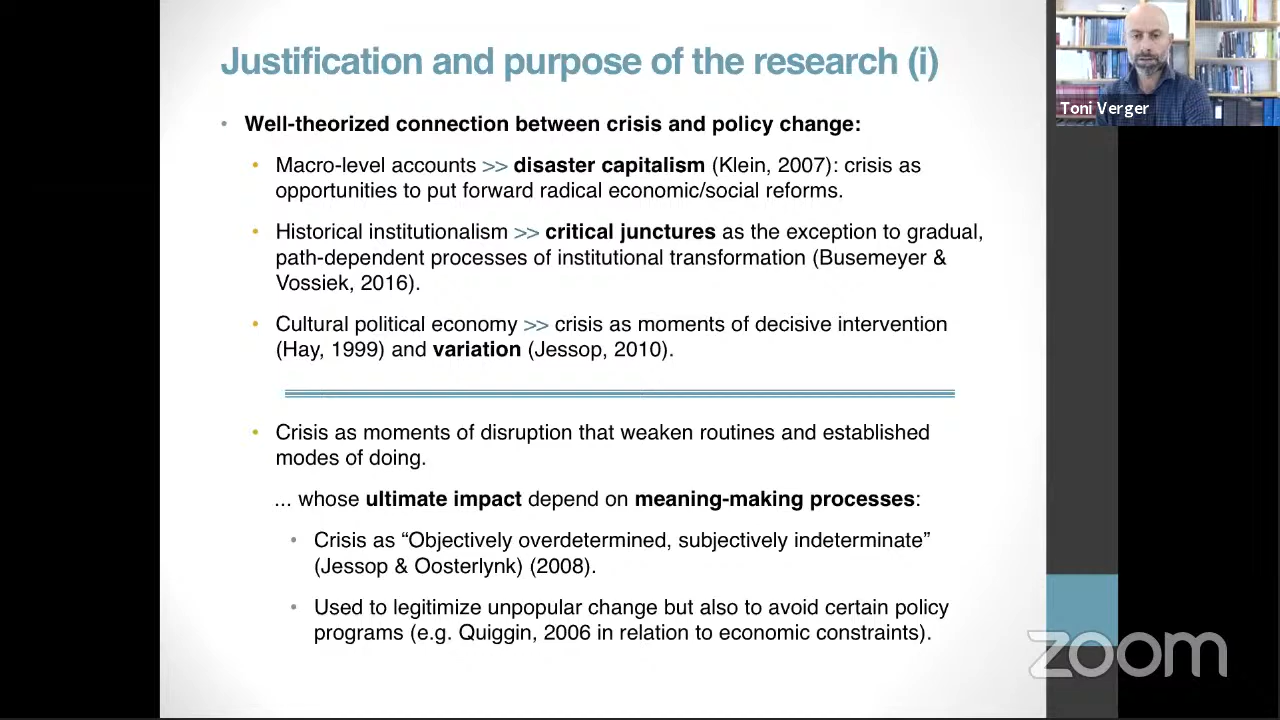 Justification and purpose of the research (i)
Toni Verger
• Well-theorized connection between crisis and policy change:
• Macro-level accounts >> disaster capitalism (Klein, 2007): crisis as
opportunities to put forward radical economic/social reforms.
• Historical institutionalism >> critical junctures as the exception to gradual,
path-dependent processes of institutional transformation (Busemeyer &
Vossiek, 2016).
• Cultural political economy >> crisis as moments of decisive intervention
(Hay, 1999) and variation (Jessop, 2010).
• Crisis as moments of disruption that weaken routines and established
modes of doing.
... whose ultimate impact depend on meaning-making processes:
• Crisis as “Objectively overdetermined, subjectively indeterminate”
(Jessop & Oosterlynk) (2008).
• Used to legitimize unpopular change but also to avoid certain policy
programs (e.g. Quiggin, 2006 in relation to economic constraints).
zoom